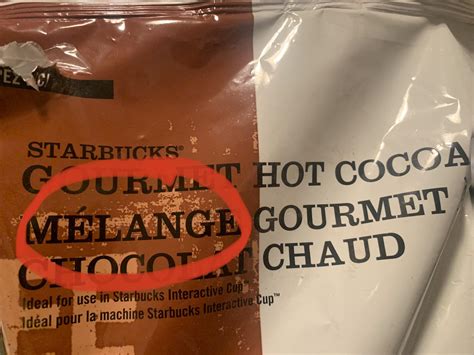 STARBUCKS®
GOURMET HOT COCOA
MÉLANGE GOURMET
CHOCOLAT CHAUD
Ideal for use in Starbucks Interactive Cup™
Idéal pour la machine Starbucks Interactive Cup™